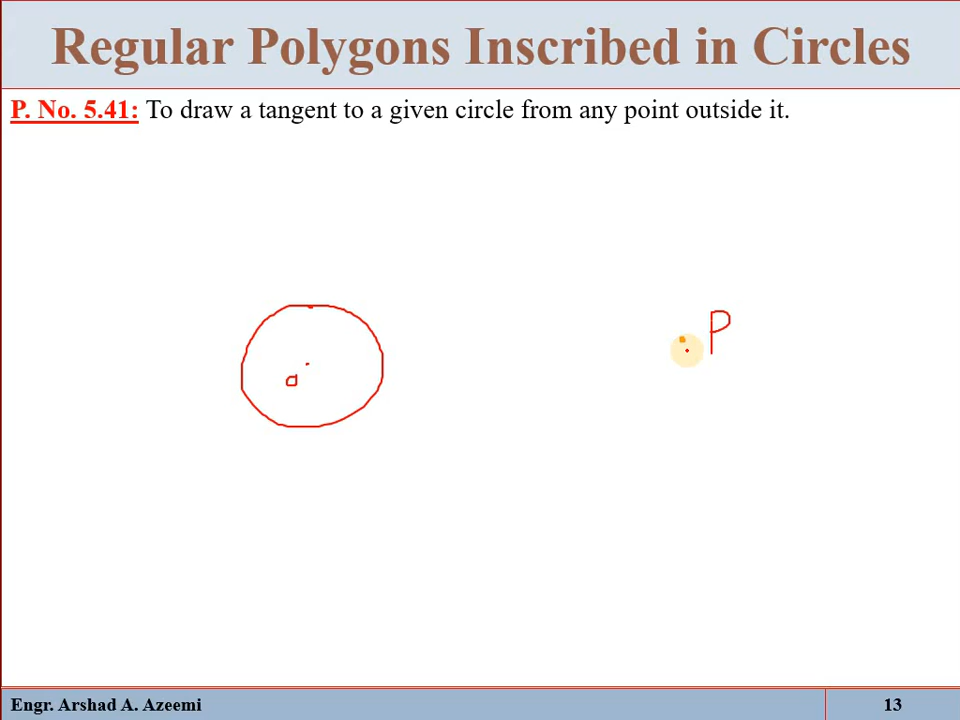 Regular Polygons Inscribed in Circles
P. No. 5.41: To draw a tangent to a given circle from any point outside it.
P
o
Engr. Arshad A. Azeemi
13